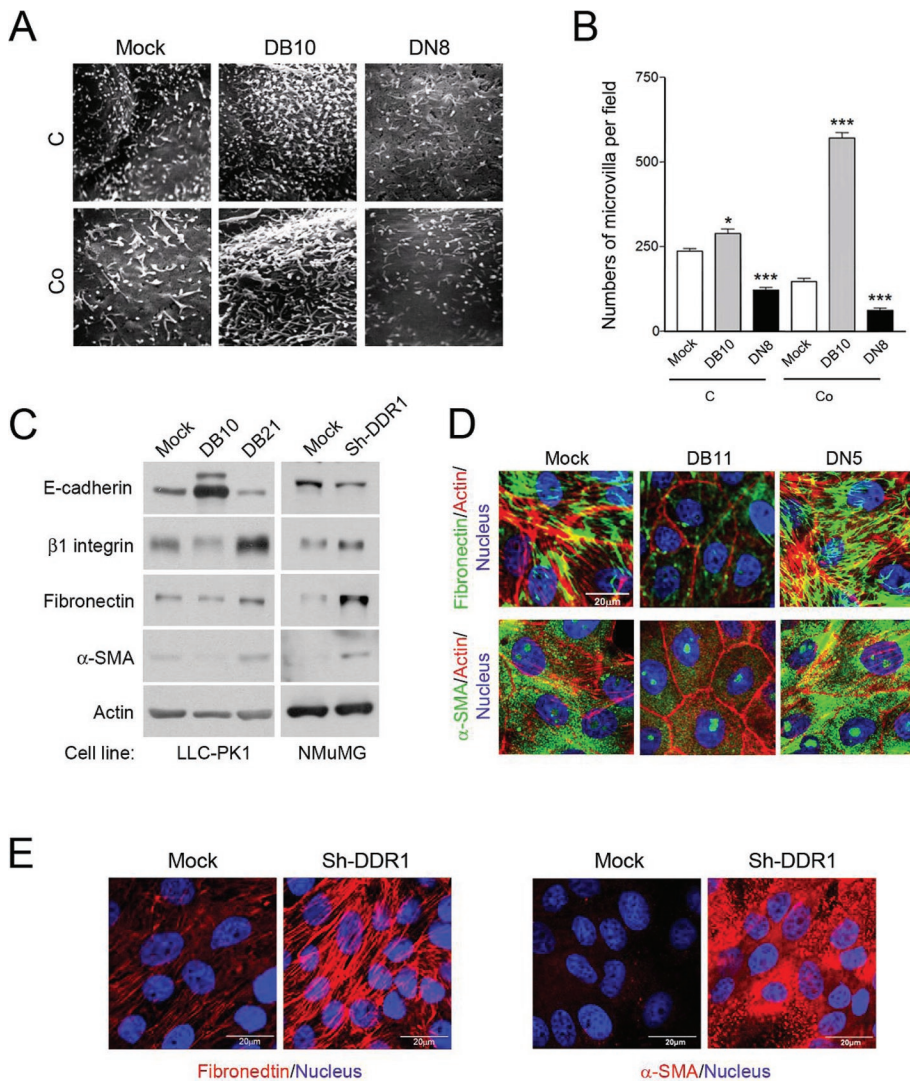 A
Mock DB10 DN8
C
Co
B
Numbers of microvilla per field
750
500
250
0
*
***
***
***
Mock DB10 DN8 Mock DB10 DN8
C Co
C
Mock DB10 DB21 Mock Sh-DDR1
E-cadherin
β1 integrin
Fibronectin
α-SMA
Actin
Cell line: LLC-PK1 NMuMG
D
Mock DB11 DN5
Fibronectin/Actin/
Nucleus
20μm
α-SMA/Actin/
Nucleus
E
Mock Sh-DDR1 Mock Sh-DDR1
20μm 20μm 20μm 20μm
Fibronedtin/Nucleus α-SMA/Nucleus